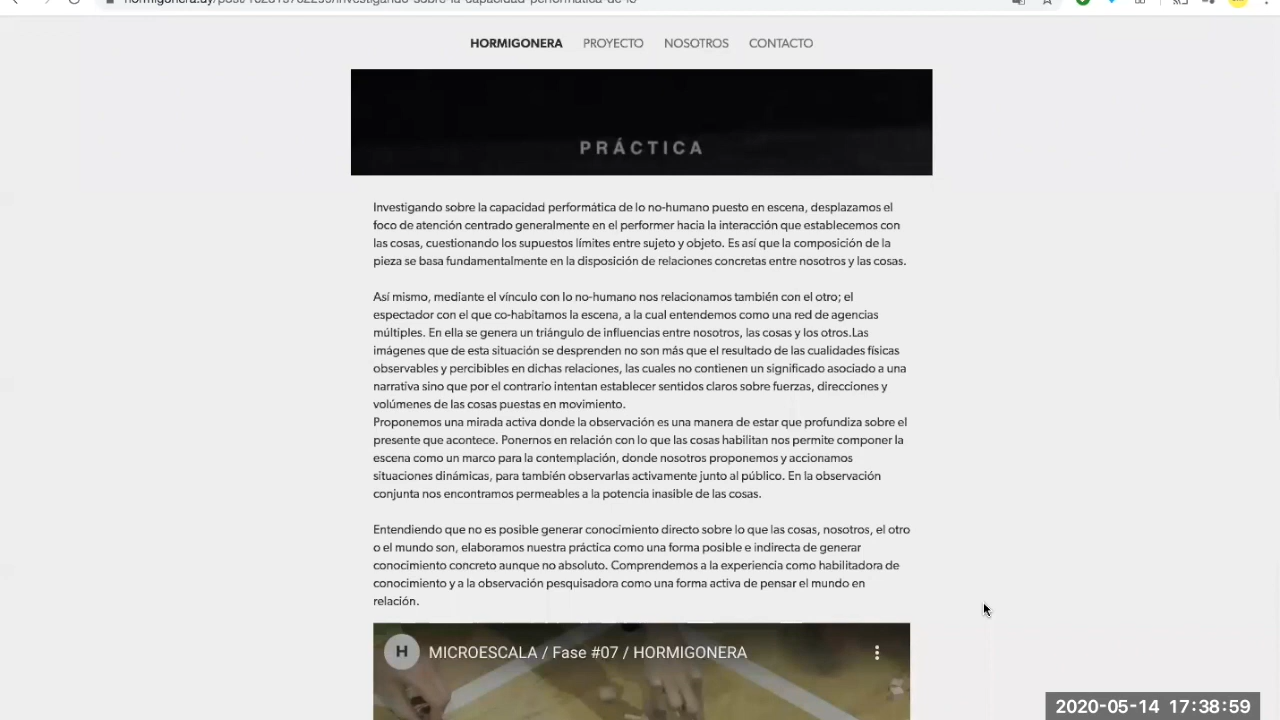 HORMIGONERA PROYECTO NOSOTROS CONTACTO
PRÁCTICA
Investigando sobre la capacidad performática de lo no-humano puesto en escena, desplazamos el
foco de atención centrado generalmente en el performer hacia la interacción que establecemos con
las cosas, cuestionando los supuestos límites entre sujeto y objeto. Es así que la composición de la
pieza se basa fundamentalmente en la disposición de relaciones concretas entre nosotros y las cosas.
Así mismo, mediante el vínculo con lo no-humano nos relacionamos también con el otro; el
espectador con el que co-habitamos la escena, a la cual entendemos como una red de agencias
múltiples. En ella se genera un triángulo de influencias entre nosotros, las cosas y los otros.Las
imágenes que de esta situación se desprenden no son más que el resultado de las cualidades físicas
observables y percibibles en dichas relaciones, las cuales no contienen un significado asociado a una
narrativa sino que por el contrario intentan establecer sentidos claros sobre fuerzas, direcciones y
volúmenes de las cosas puestas en movimiento.
Proponemos una mirada activa donde la observación es una manera de estar que profundiza sobre el
presente que acontece. Ponernos en relación con lo que las cosas habilitan nos permite componer la
escena como un marco para la contemplación, donde nosotros proponemos y accionamos
situaciones dinámicas, para también observarlas activamente junto al público. En la observación
conjunta nos encontramos permeables a la potencia inasible de las cosas.
Entendiendo que no es posible generar conocimiento directo sobre lo que las cosas, nosotros, el otro
o el mundo son, elaboramos nuestra práctica como una forma posible e indirecta de generar
conocimiento concreto aunque no absoluto. Comprendemos a la experiencia como habilitadora de
conocimiento y a la observación pesquisadora como una forma activa de pensar el mundo en
relación.
H MICROESCALA / Fase #07 / HORMIGONERA
2020-05-14 17:38:59